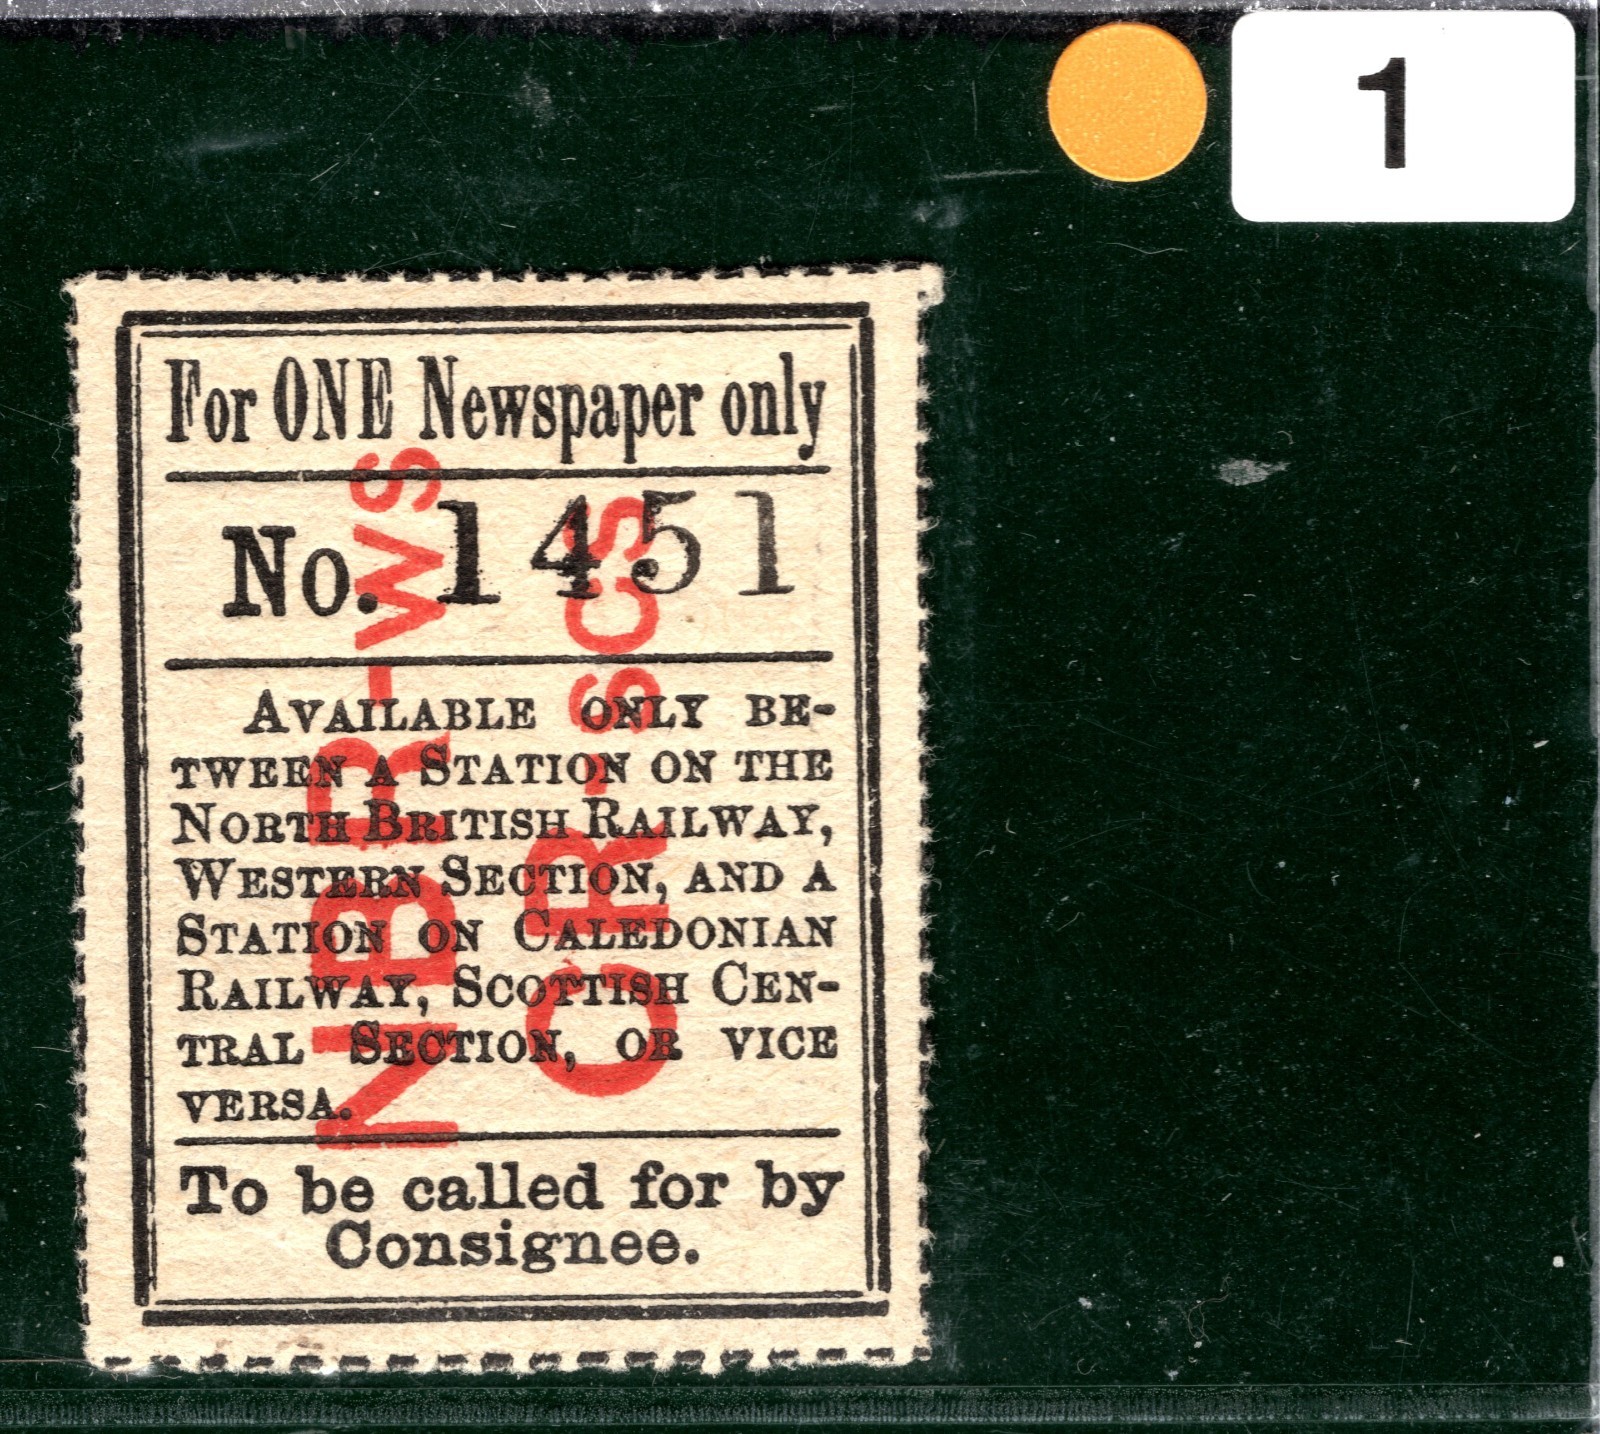 1
For ONE Newspaper only
No. 1451
AVAILABLE ONLY BE-
TWEEN A STATION ON THE
NORTH BRITISH RAILWAY,
WESTERN SECTION, AND A
STATION ON CALEDONIAN
RAILWAY, SCOTTISH CEN-
TRAL SECTION, OR VICE
VERSA.
To be called for by
Consignee.
NBR-WS
CR-SCS